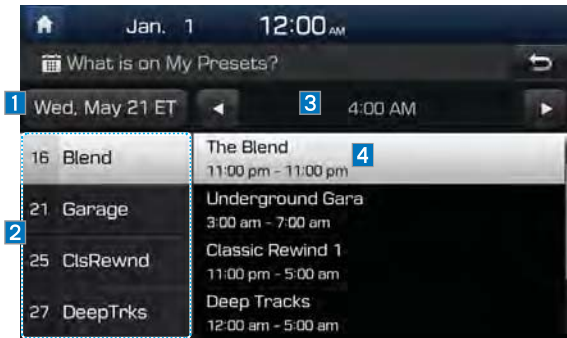 Jan. 1 12:00 AM
What is on My Presets?
1 Wed, May 21 ET 3 4:00 AM
16 Blend
The Blend 4
11:00 pm - 11:00 pm
2
21 Garage
Underground Gara
3:00 am - 7:00 am
25 ClsRewnd
Classic Rewind 1
11:00 pm - 5:00 am
27 DeepTrks
Deep Tracks
12:00 am - 5:00 am